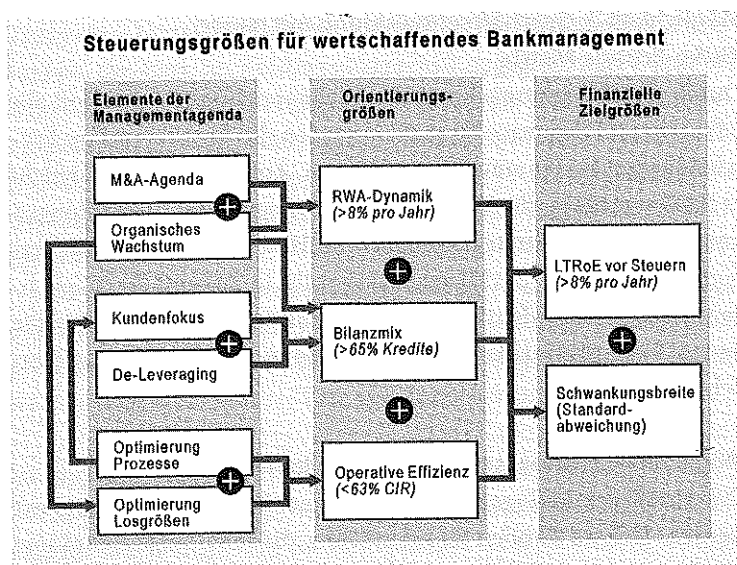 Steuerungsgrößen für wertschaffendes Bankmanagement
Elemente der
Managementagenda
Orientierungs-
größen
Finanzielle
Zielgrößen
M&A-Agenda
Organisches
Wachstum
Kundenfokus
De-Leveraging
Optimierung
Prozesse
Optimierung
Losgrößen
RWA-Dynamik
(>8% pro Jahr)
Bilanzmix
(>65% Kredite)
Operative Effizienz
(<63% CIR)
LTRoE vor Steuern
(>8% pro Jahr)
Schwankungsbreite
(Standard-
abweichung)